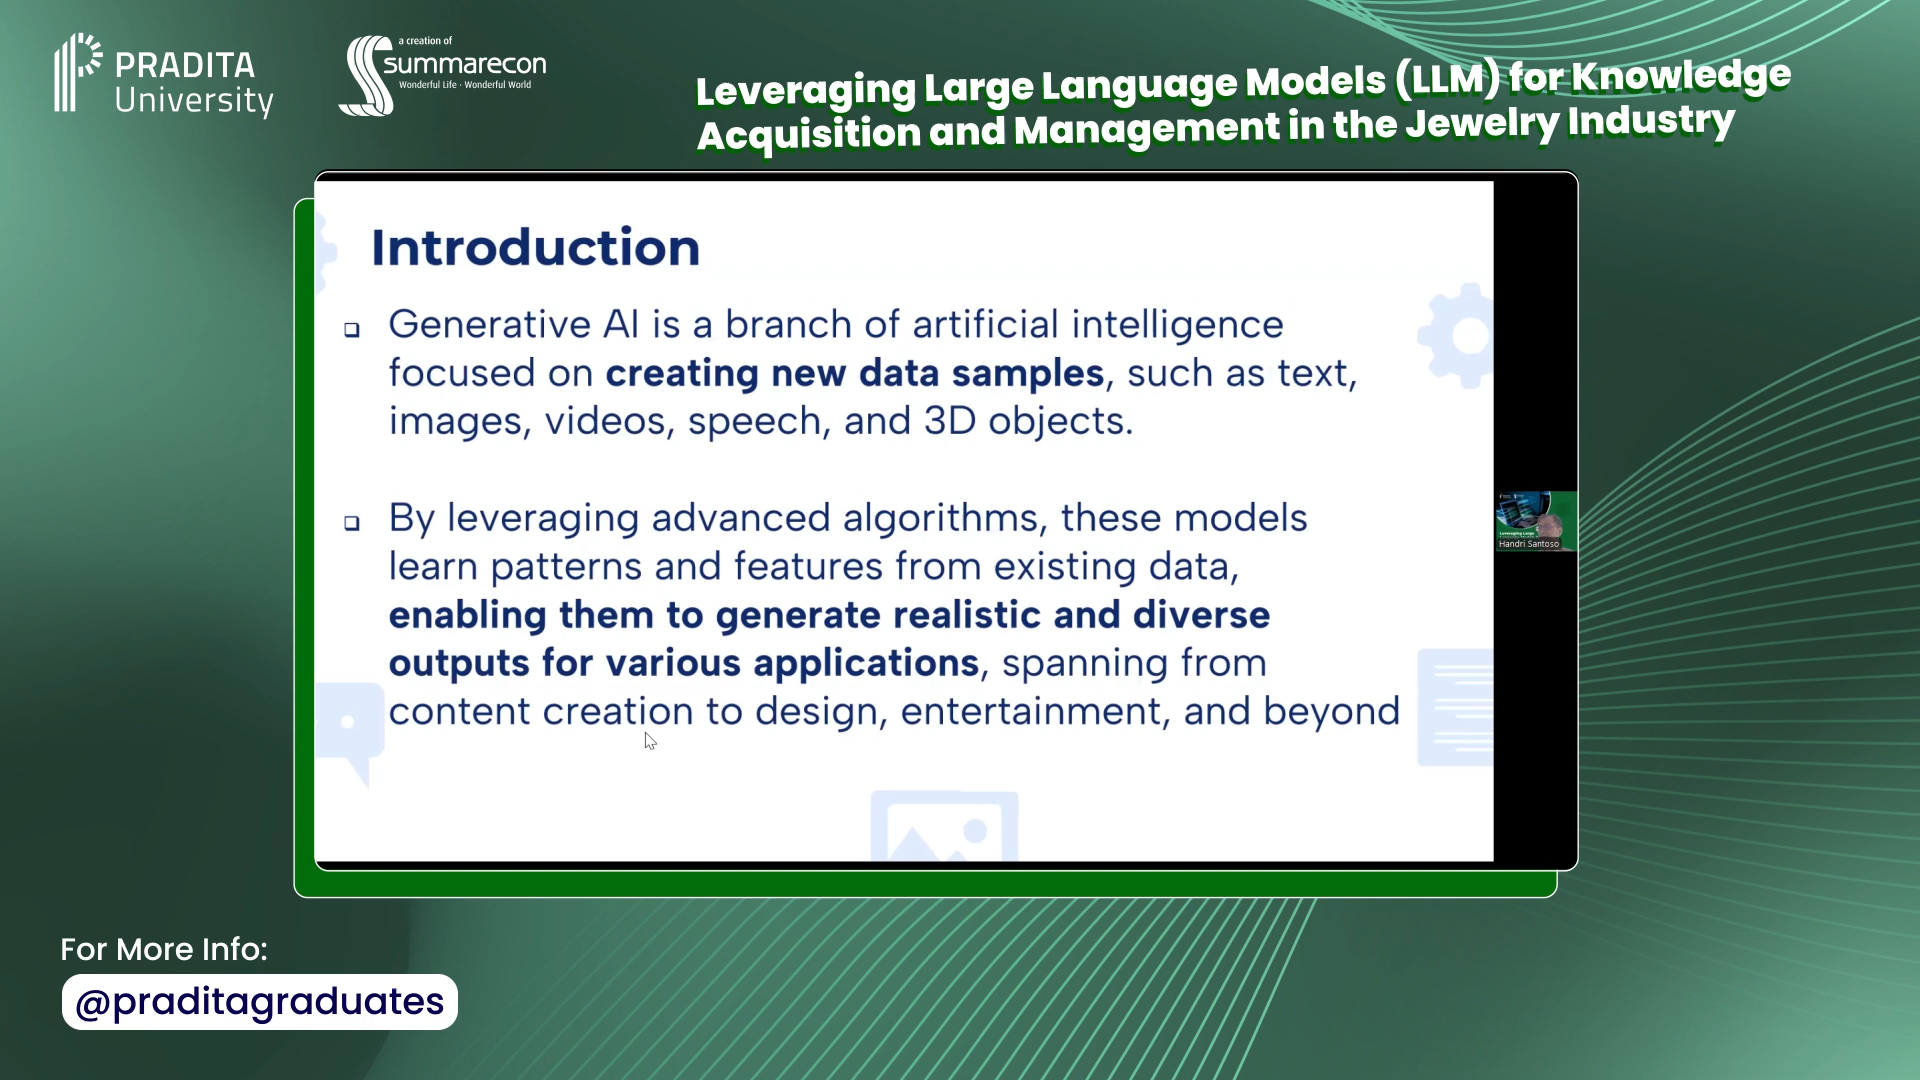 PRADITA
University
a creation of
summarecon
Wonderful Life · Wonderful World
Leveraging Large Language Models (LLM) for Knowledge
Acquisition and Management in the Jewelry Industry
Introduction
Generative AI is a branch of artificial intelligence
focused on creating new data samples, such as text,
images, videos, speech, and 3D objects.
By leveraging advanced algorithms, these models
learn patterns and features from existing data,
enabling them to generate realistic and diverse
outputs for various applications, spanning from
content creation to design, entertainment, and beyond
Leveraging Large
Handri Santoso
For More Info:
@praditagraduates